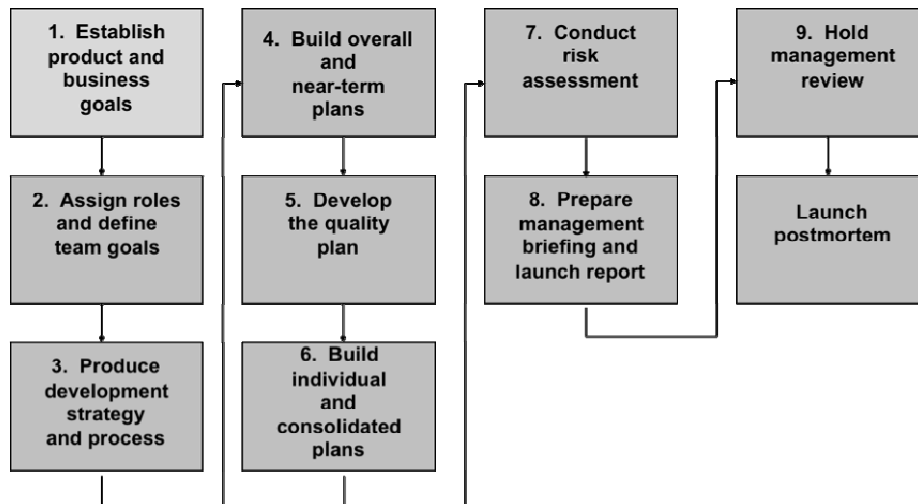 1. Establish
product and
business
goals
2. Assign roles
and define
team goals
3. Produce
development
strategy
and process
4. Build overall
and
near-term
plans
5. Develop
the quality
plan
6. Build
individual
and
consolidated
plans
7. Conduct
risk
assessment
8. Prepare
management
briefing and
launch report
9. Hold
management
review
Launch
postmortem